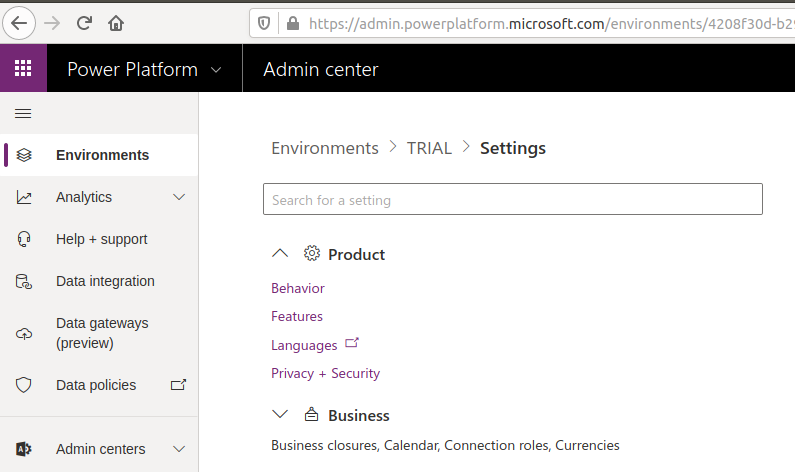 https://admin.powerplatform.microsoft.com/environments/4208f30d-b29
Power Platform
Admin center
Environments
Analytics
Help + support
Data integration
Data gateways
(preview)
Data policies
Admin centers
Environments > TRIAL > Settings
Search for a setting
Product
Behavior
Features
Languages
Privacy + Security
Business
Business closures, Calendar, Connection roles, Currencies